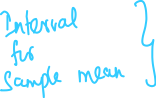 Interval
for
sample mean }